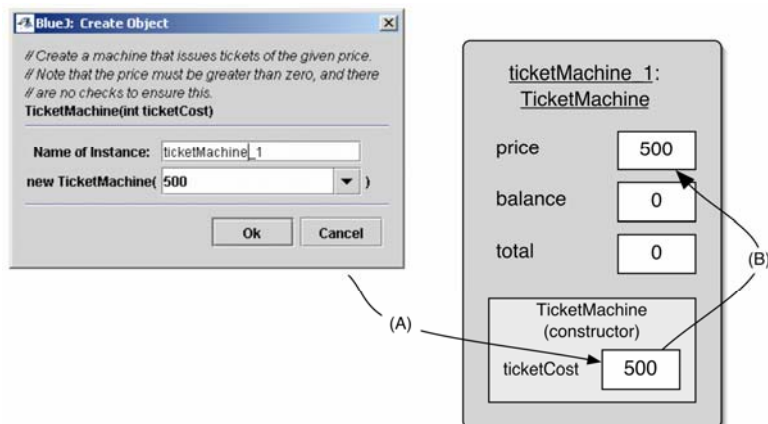 BlueJ: Create Object
// Create a machine that issues tickets of the given price.
// Note that the price must be greater than zero, and there
// are no checks to ensure this.
TicketMachine(int ticketCost)
Name of Instance: ticketMachine_1
new TicketMachine( 500 )
Ok Cancel
ticketMachine_1:
TicketMachine
price 500
balance 0
total 0
TicketMachine
(constructor)
ticketCost 500
(A)
(B)